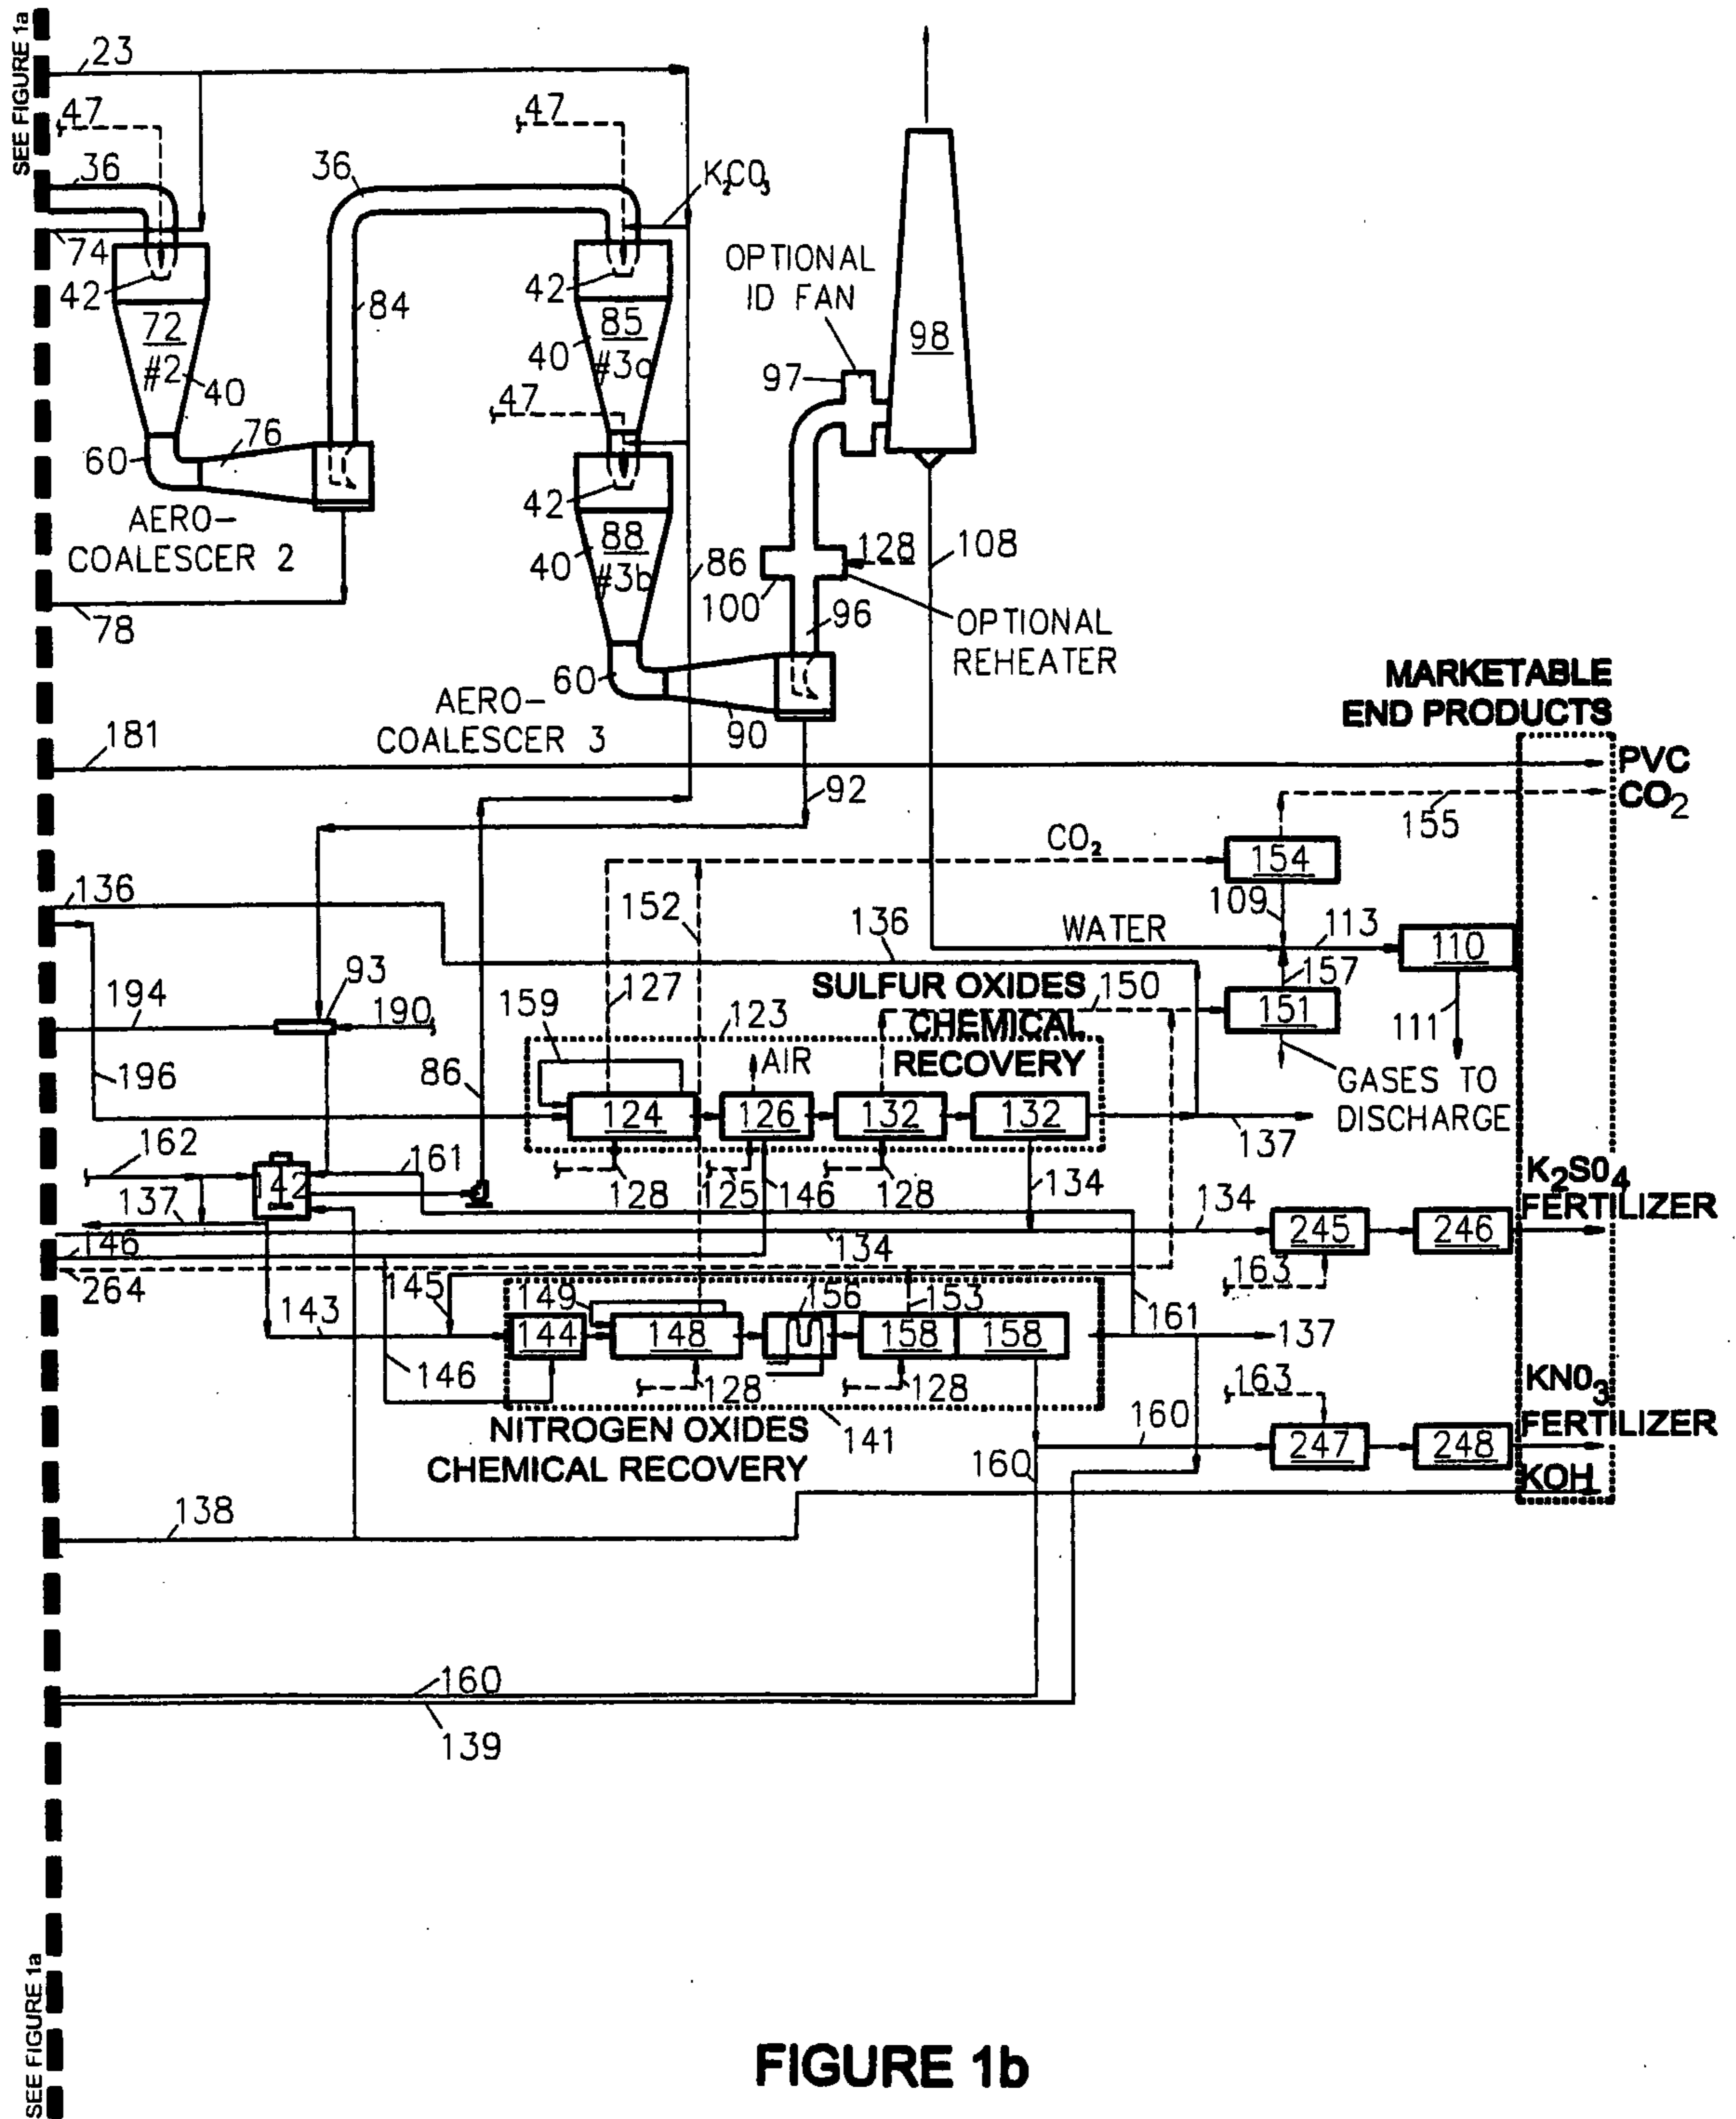 SEE FIGURE 1a
23
47
47
36
36
K₂CO₃
74
42
42
OPTIONAL
ID FAN
84
72
#2
40
85
#3a
40
98
97
47
76
60
42
AERO-
COALESCER 2
88
#3b
40
86
128
108
100
96
OPTIONAL
REHEATER
78
60
AERO-
COALESCER 3
90
MARKETABLE
END PRODUCTS
181
PVC
CO₂
92
155
CO₂
154
136
152
109
136
WATER
113
110
93
157
194
190
127
SULFUR OXIDES
CHEMICAL
RECOVERY
150
151
159
123
111
AIR
196
86
GASES TO
DISCHARGE
124
126
132
132
137
162
161
142
128
125
146
128
134
K₂SO₄
FERTILIZER
137
134
146
134
245
246
264
145
163
143
149
156
153
161
144
148
158
158
137
146
128
128
163
KNO₃
FERTILIZER
NITROGEN OXIDES
CHEMICAL RECOVERY
141
160
160
247
248
KOH
138
160
139
SEE FIGURE 1a
FIGURE 1b